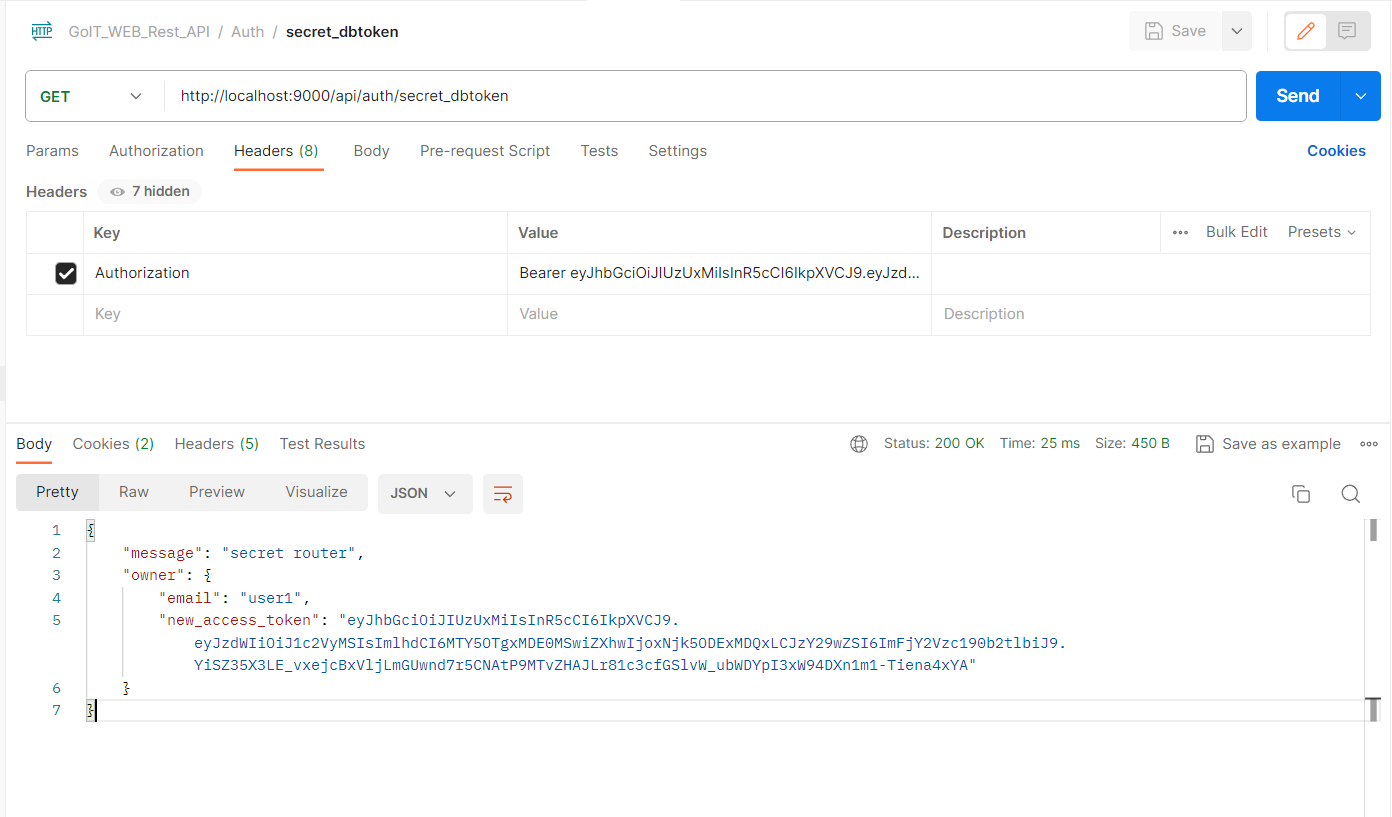 HTTP GoIT_WEB_Rest_API / Auth / secret_dbtoken Save
GET http://localhost:9000/api/auth/secret_dbtoken Send
Params Authorization Headers (8) Body Pre-request Script Tests Settings Cookies
Headers 7 hidden
Key Value Description Bulk Edit Presets
Authorization Bearer eyJhbGciOiJIUzUxMiIsInR5cCI6IkpXVCJ9.eyJzd...
Key Value Description
Body Cookies (2) Headers (5) Test Results Status: 200 OK Time: 25 ms Size: 450 B Save as example
Pretty Raw Preview Visualize JSON
1 {
2 "message": "secret router",
3 "owner": {
4 "email": "user1",
5 "new_access_token": "eyJhbGciOiJIUzUxMiIsInR5cCI6IkpXVCJ9.
eyJzdWIiOiJ1c2VyMSIsImlhdCI6MTY5OTgxMDE0MSwiZXhwIjoxNjk5ODExMDQxLCJzY29wZSI6ImFjY2Vzc190b2tlbiJ9.
YiSZ35X3LE_vxejcBxVljLmGUwnd7r5CNAtP9MTvZHAJLr81c3cfGSlvW_ubWDYpI3xW94DXn1m1-Tiena4xYA"
6 }
7 }